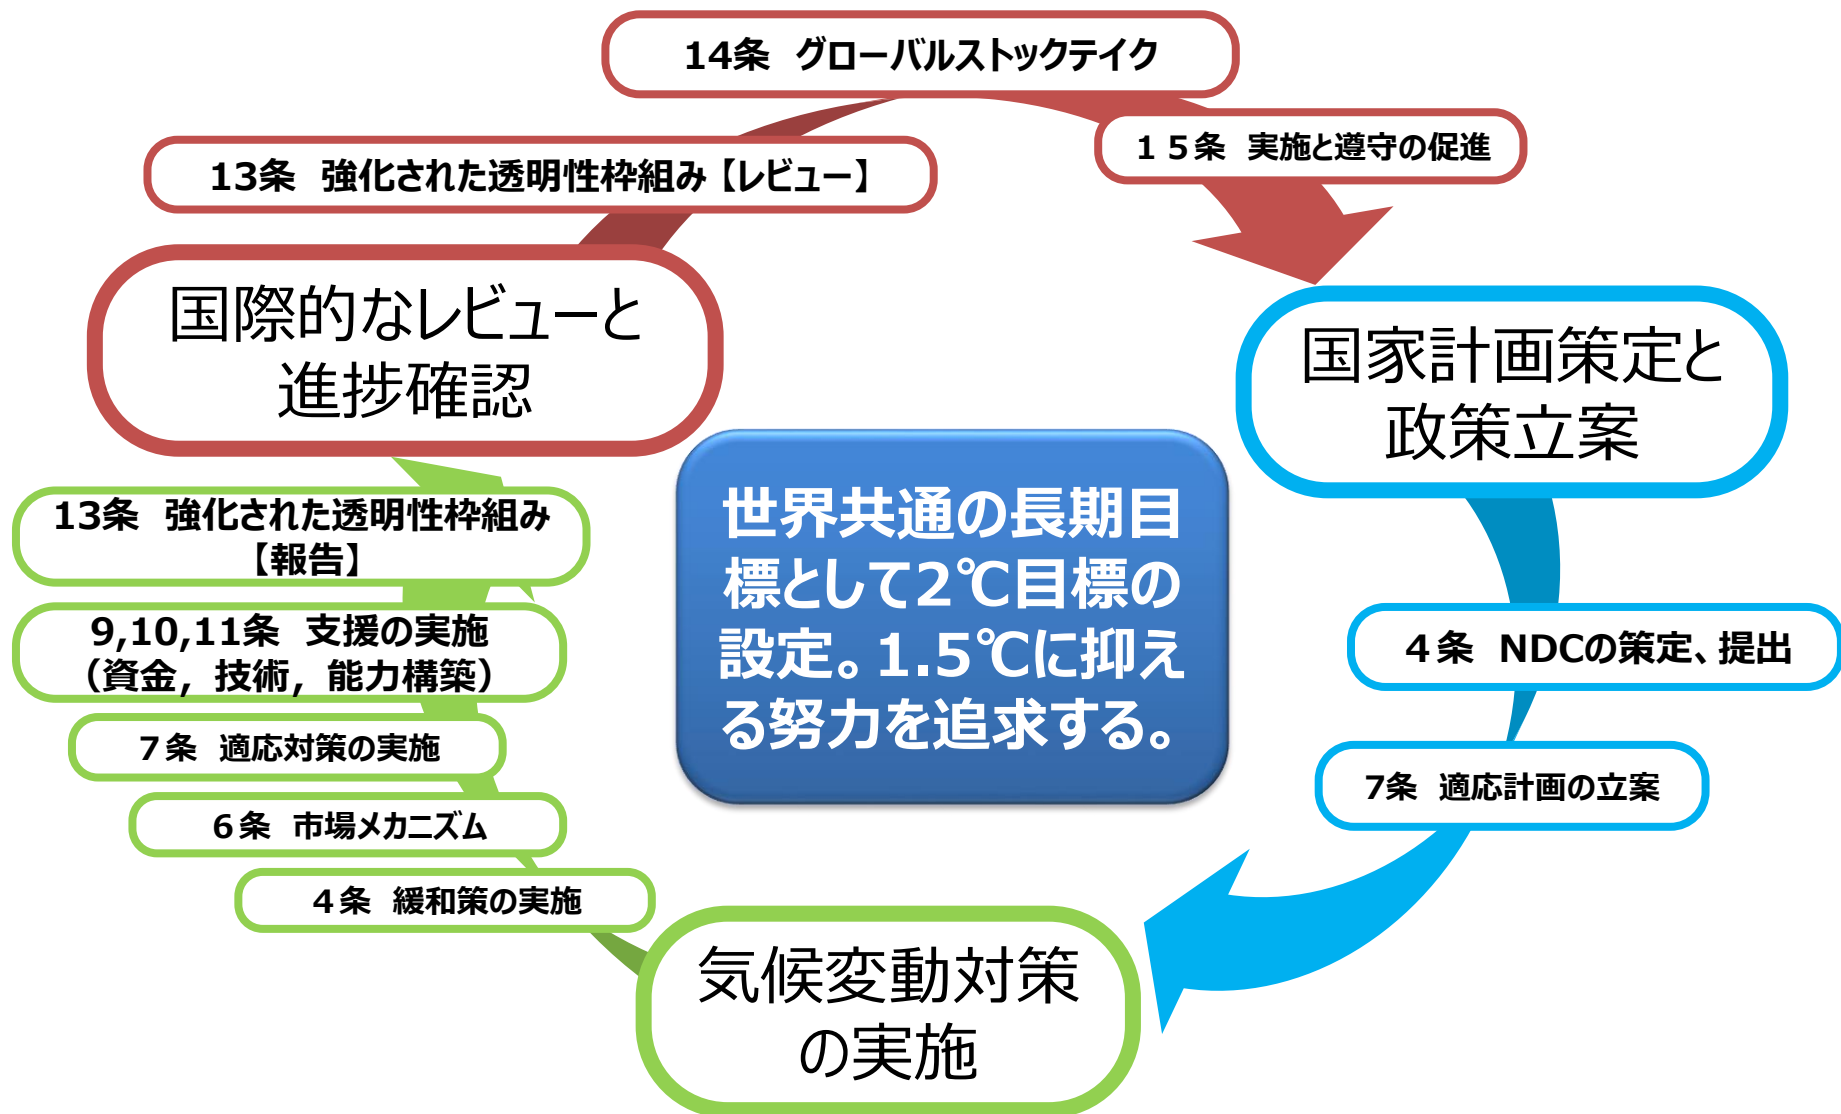 14条　グローバルストックテイク
１５条　実施と遵守の促進
13条　強化された透明性枠組み【レビュー】
国際的なレビューと
進捗確認
国家計画策定と
政策立案
世界共通の長期目
標として2℃目標の
設定。1.5℃に抑え
る努力を追求する。
13条　強化された透明性枠組み
【報告】
9,10,11条　支援の実施
（資金，技術，能力構築）
７条　適応対策の実施
６条　市場メカニズム
４条　緩和策の実施
４条　NDCの策定、提出
7条　適応計画の立案
気候変動対策
の実施